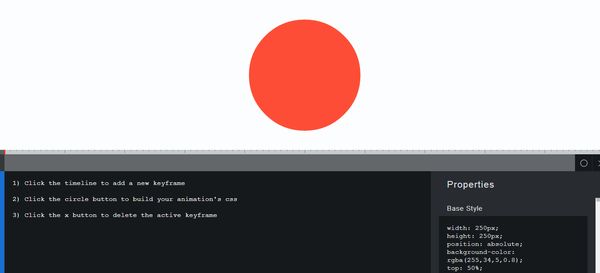 1) Click the timeline to add a new keyframe
2) Click the circle button to build your animation's css
3) Click the x button to delete the active keyframe
Properties
Base Style
width: 250px;
height: 250px;
position: absolute;
background-color:
rgba(255,34,5,0.8);
top: 50%;